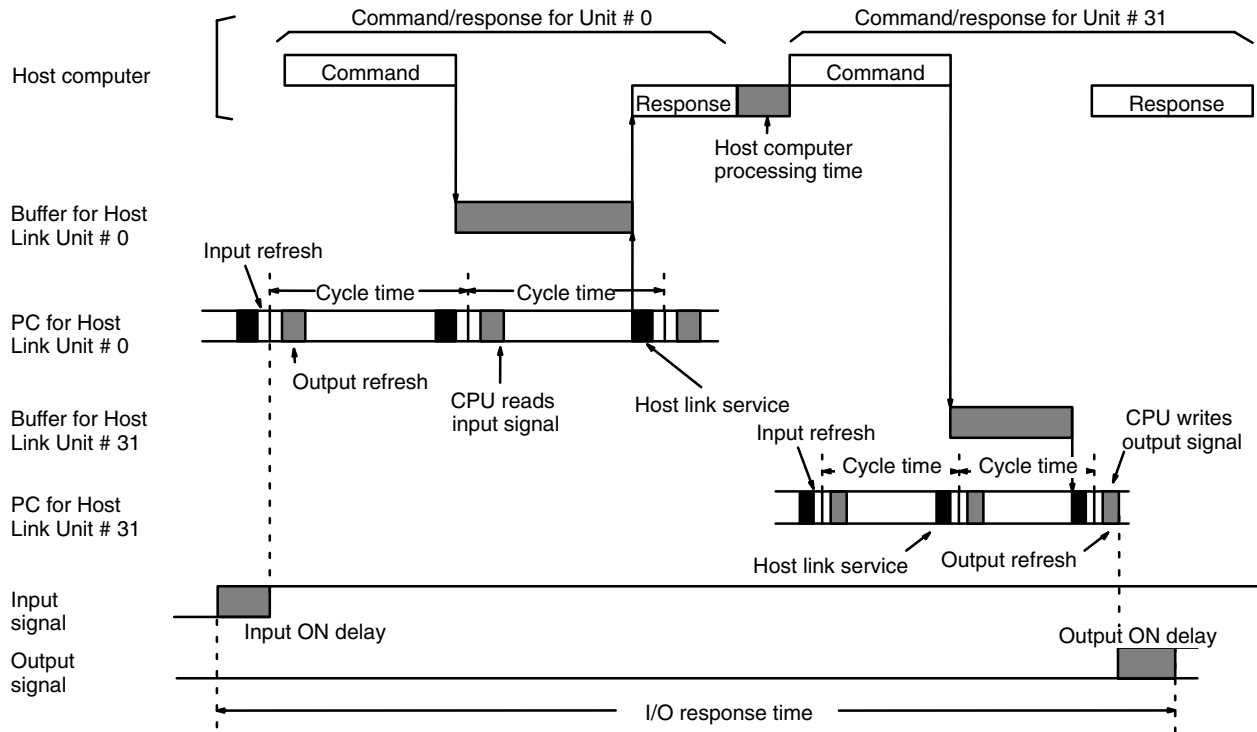 Command/response for Unit # 0
Command/response for Unit # 31
Host computer
Command
Command
Response
Response
Host computer
processing time
Buffer for Host
Link Unit # 0
Input refresh
Cycle time
Cycle time
PC for Host
Link Unit # 0
Output refresh
CPU reads
input signal
Host link service
Buffer for Host
Link Unit # 31
Input refresh
CPU writes
output signal
Cycle time
Cycle time
PC for Host
Link Unit # 31
Host link service
Output refresh
Input
signal
Input ON delay
Output ON delay
Output
signal
I/O response time